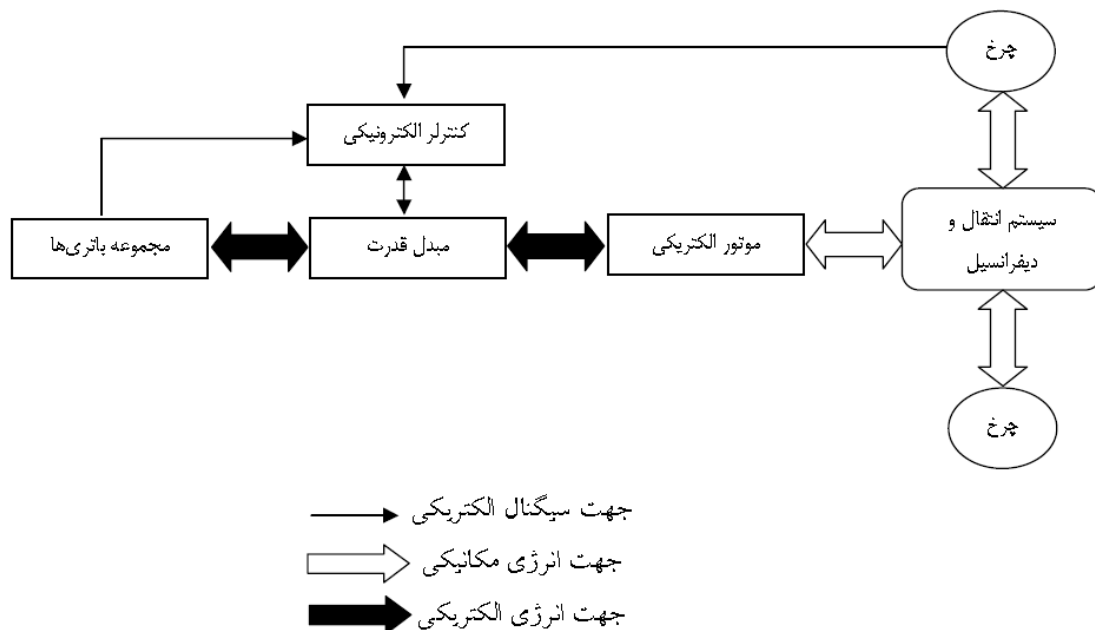 چرخ
کنترلر الکترونیکی
مجموعه باتری‌ها
مبدل قدرت
موتور الکتریکی
سیستم انتقال و
دیفرانسیل
چرخ
جهت سیگنال الکتریکی
جهت انرژی مکانیکی
جهت انرژی الکتریکی